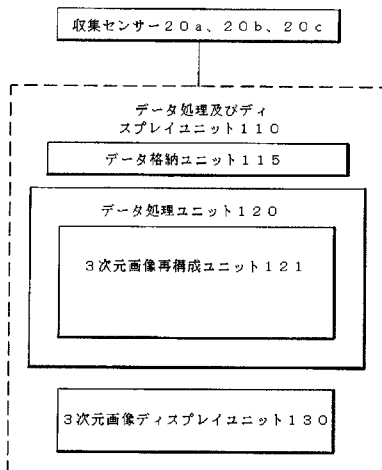 収集センサー２０ａ、２０ｂ、２０ｃ
データ処理及びディ
スプレイユニット１１０
データ格納ユニット１１５
データ処理ユニット１２０
３次元画像再構成ユニット１２１
３次元画像ディスプレイユニット１３０